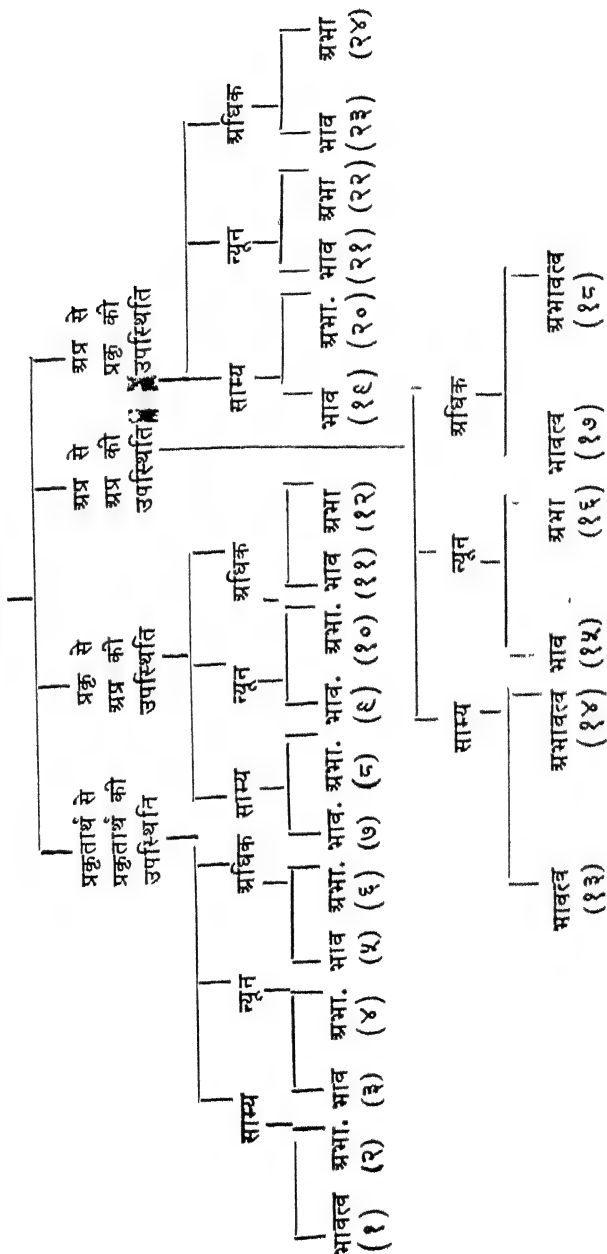 प्रकृतार्थ से प्रकृ से अप्र से अप्र से
प्रकृतार्थ की अप्र की अप्र की प्रकृ की
उपस्थिति उपस्थिति उपस्थिति उपस्थिति
साम्य न्यून अधिक साम्य न्यून अधिक साम्य न्यून अधिक
भावत्व अभा. भाव अभा. भाव अभा. भाव. अभा. भाव. अभा. भाव अभा भाव अभा. भाव अभा भाव अभा
(१) (२) (३) (४) (५) (६) (७) (८) (९) (१०) (११) (१२) (१९) (२०) (२१) (२२) (२३) (२४)
साम्य न्यून अधिक
भावत्व अभावत्व भाव अभा भावत्व अभावत्व
(१३) (१४) (१५) (१६) (१७) (१८)